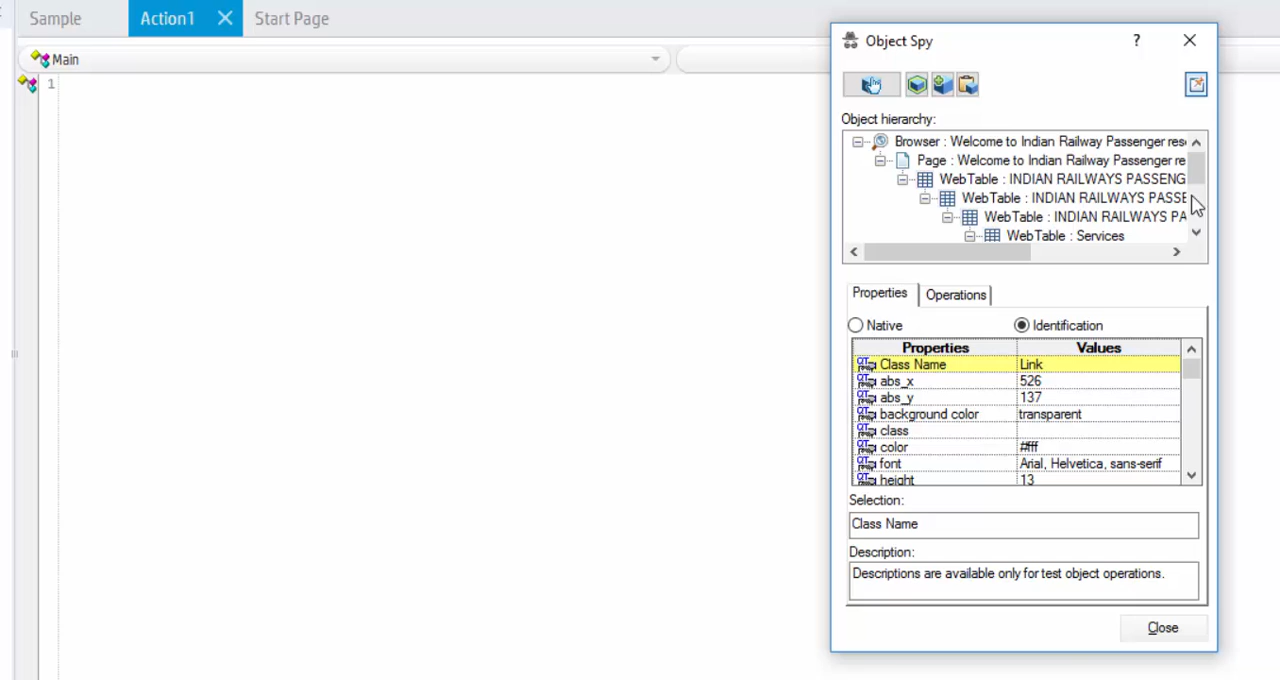 Sample Action1 Start Page
Main
1
Object Spy ?
Object hierarchy:
Browser : Welcome to Indian Railway Passenger res
Page : Welcome to Indian Railway Passenger re
WebTable : INDIAN RAILWAYS PASSENG
WebTable : INDIAN RAILWAYS PASSE
WebTable : INDIAN RAILWAYS PA
WebTable : Services
Properties Operations
Native Identification
Properties Values
Class Name Link
abs_x 526
abs_y 137
background color transparent
class
color #fff
font Arial, Helvetica, sans-serif
height 13
Selection:
Class Name
Description:
Descriptions are available only for test object operations.
Close